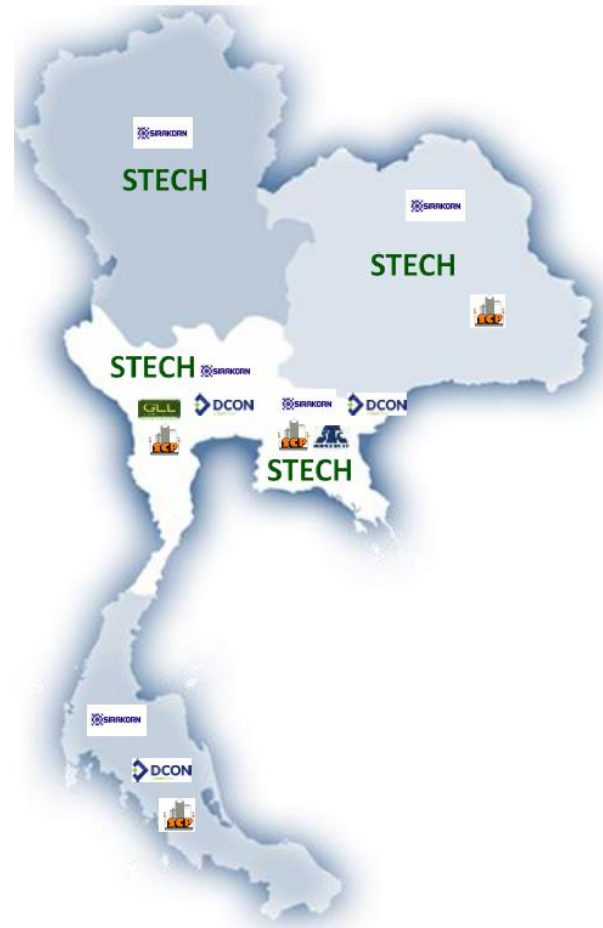 SIRAKORN
STECH
SIRAKORN
STECH
SCP
STECH SIRAKORN
GLL DCON SIRAKORN DCON
SCP SCP
STECH
SIRAKORN
DCON
SCP